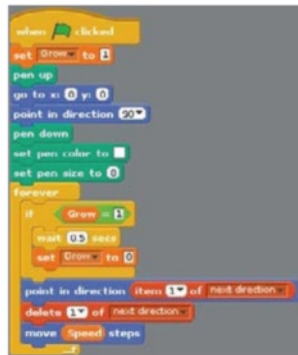 when clicked
set Grow to 1
pen up
go to x: 0 y: 0
point in direction 90
pen down
set pen color to
set pen size to 8
forever
if Grow = 1
wait 0.5 secs
set Grow to 0
point in direction item 1 of next direction
delete 1 of next direction
move Speed steps